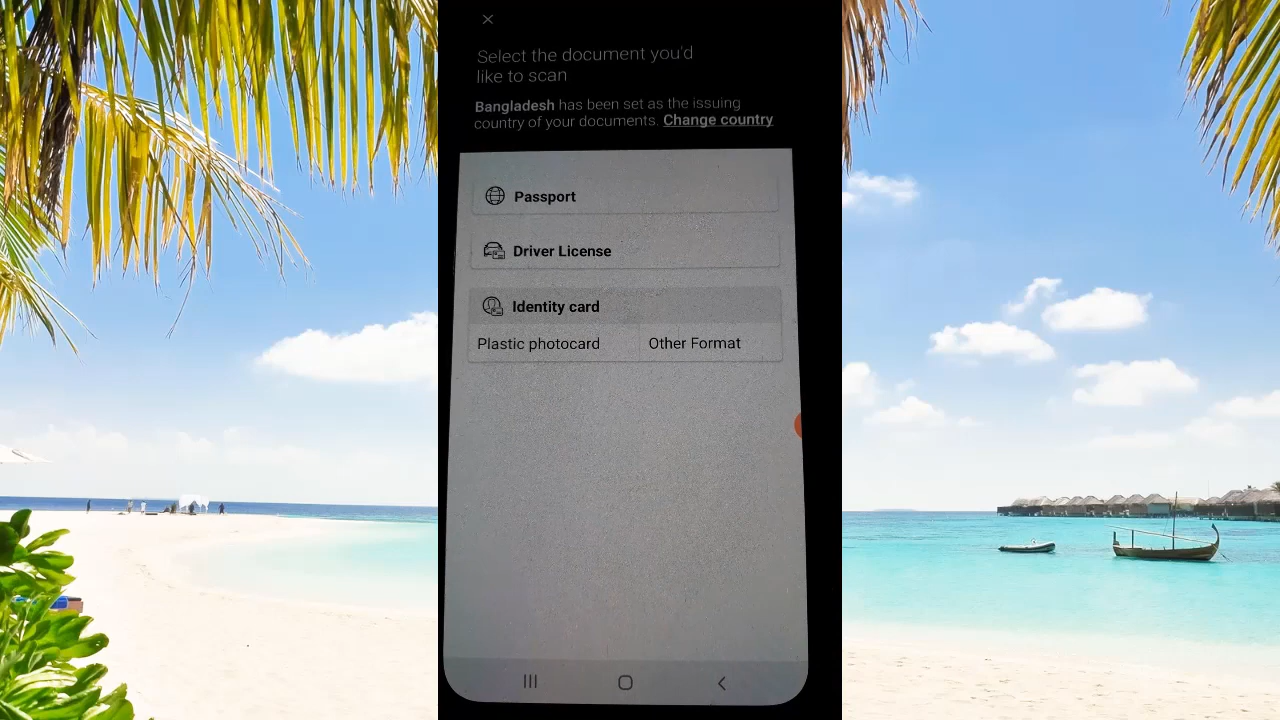 Select the document you'd
like to scan
Bangladesh has been set as the issuing
country of your documents. Change country
Passport
Driver License
Identity card
Plastic photocard
Other Format